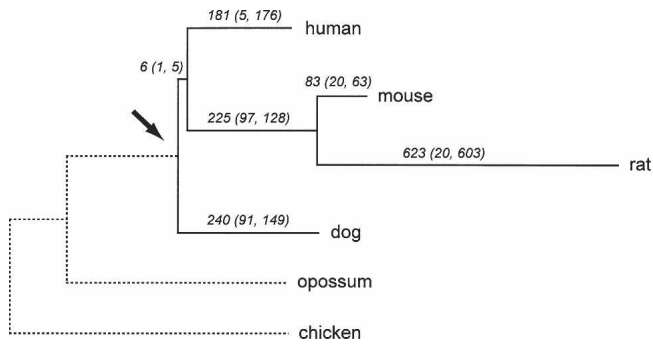 181 (5, 176)
human
6 (1, 5)
83 (20, 63)
mouse
225 (97, 128)
623 (20, 603)
rat
240 (91, 149)
dog
opossum
chicken